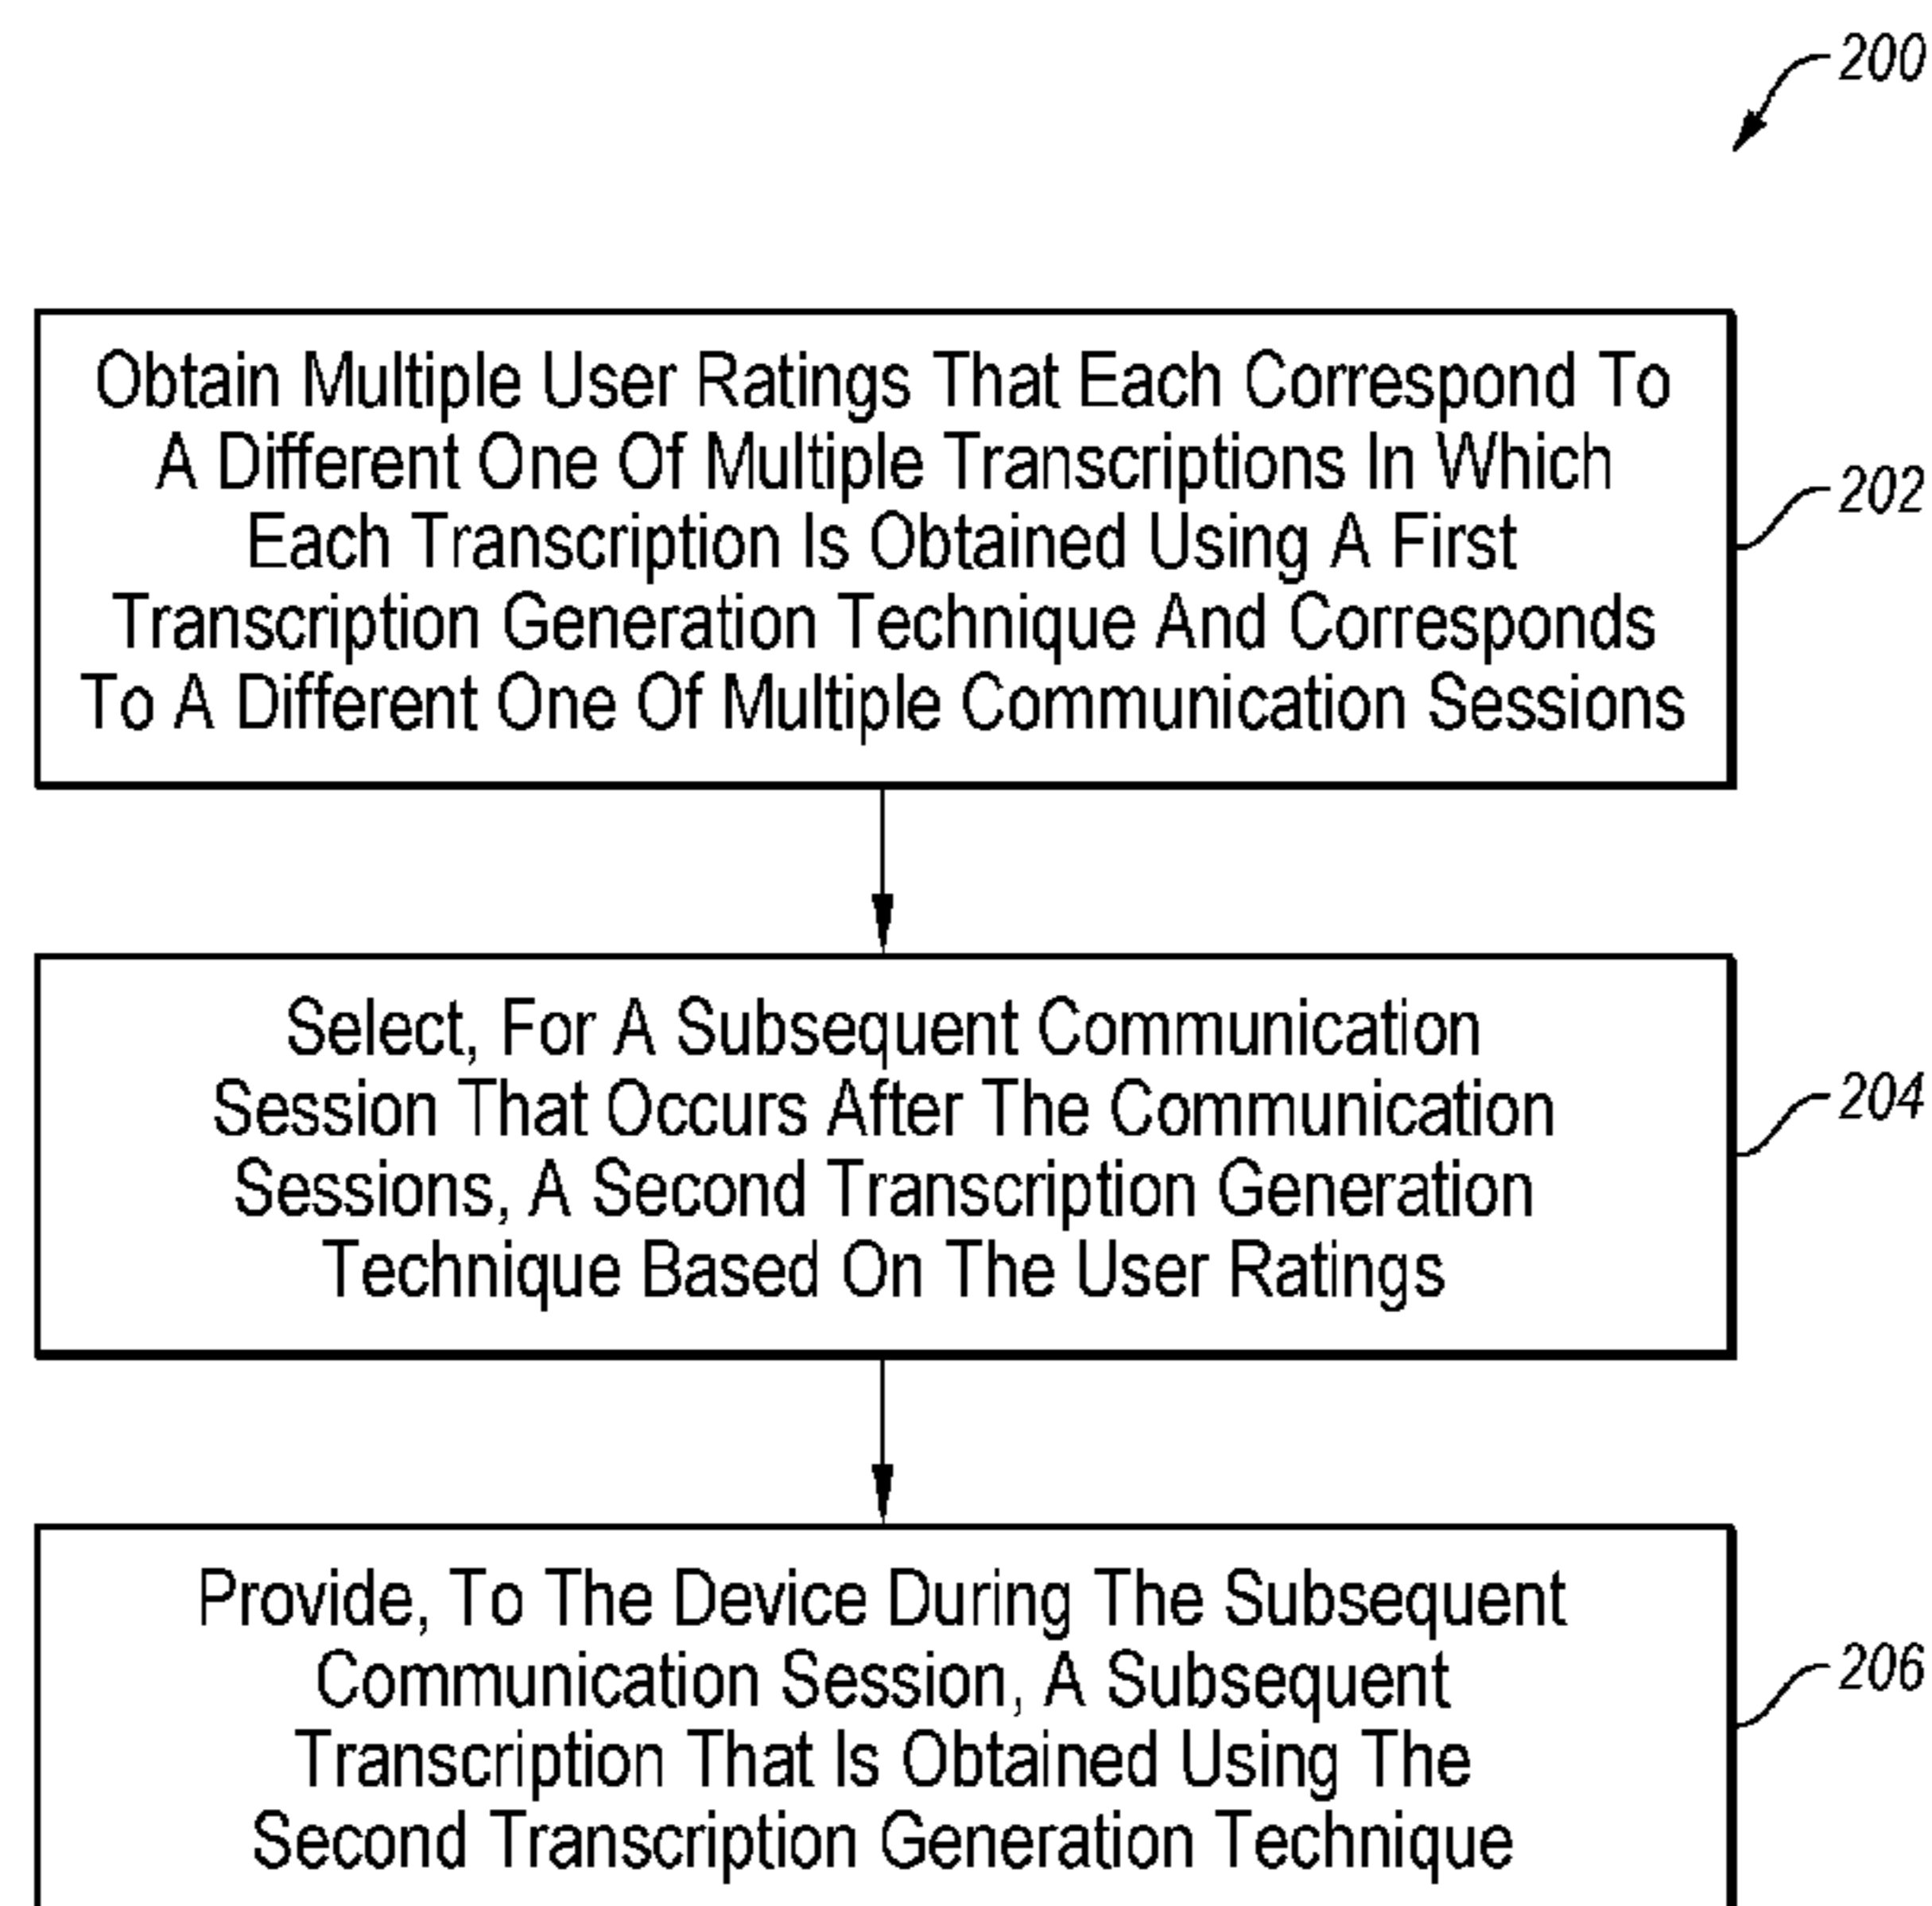 200
Obtain Multiple User Ratings That Each Correspond To
A Different One Of Multiple Transcriptions In Which
Each Transcription Is Obtained Using A First
Transcription Generation Technique And Corresponds
To A Different One Of Multiple Communication Sessions
202
Select, For A Subsequent Communication
Session That Occurs After The Communication
Sessions, A Second Transcription Generation
Technique Based On The User Ratings
204
Provide, To The Device During The Subsequent
Communication Session, A Subsequent
Transcription That Is Obtained Using The
Second Transcription Generation Technique
206